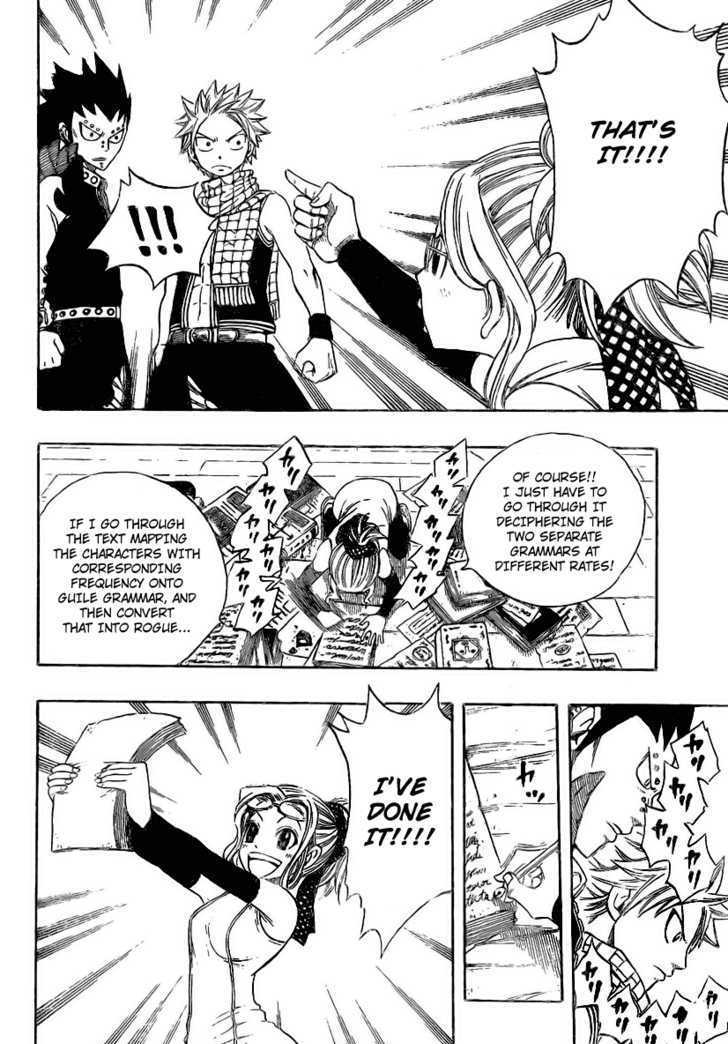 THAT'S
IT!!!!
!!!
OF COURSE!!
I JUST HAVE TO
GO THROUGH IT
DECIPHERING THE
TWO SEPARATE
GRAMMARS AT
DIFFERENT RATES!
IF I GO THROUGH
THE TEXT MAPPING
THE CHARACTERS WITH
CORRESPONDING
FREQUENCY ONTO
GUILE GRAMMAR, AND
THEN CONVERT
THAT INTO ROGUE...
I'VE
DONE
IT!!!!